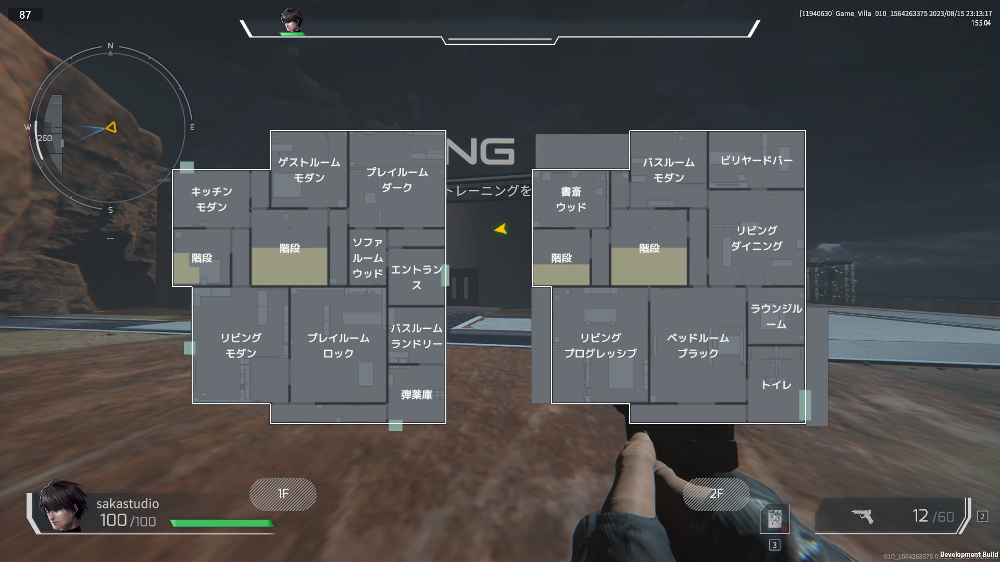 87
[11940630] Game_Villa_010_1564263375 2023/08/15 23:13:17
15504
N
W
E
260
S
--
NG
トレーニングを
ゲストルーム
モダン
プレイルーム
ダーク
キッチン
モダン
階段
階段
ソファ
ルーム
ウッド
エントラン
ス
リビング
モダン
プレイルーム
ロック
バスルーム
ランドリー
弾薬庫
バスルーム
モダン
ビリヤードバー
書斎
ウッド
リビング
ダイニング
階段
階段
ラウンジル
ーム
リビング
プログレッシブ
ベッドルーム
ブラック
トイレ
1F
2F
sakastudio
100/100
0
3
12/60
2
Development Build
010_1564263375